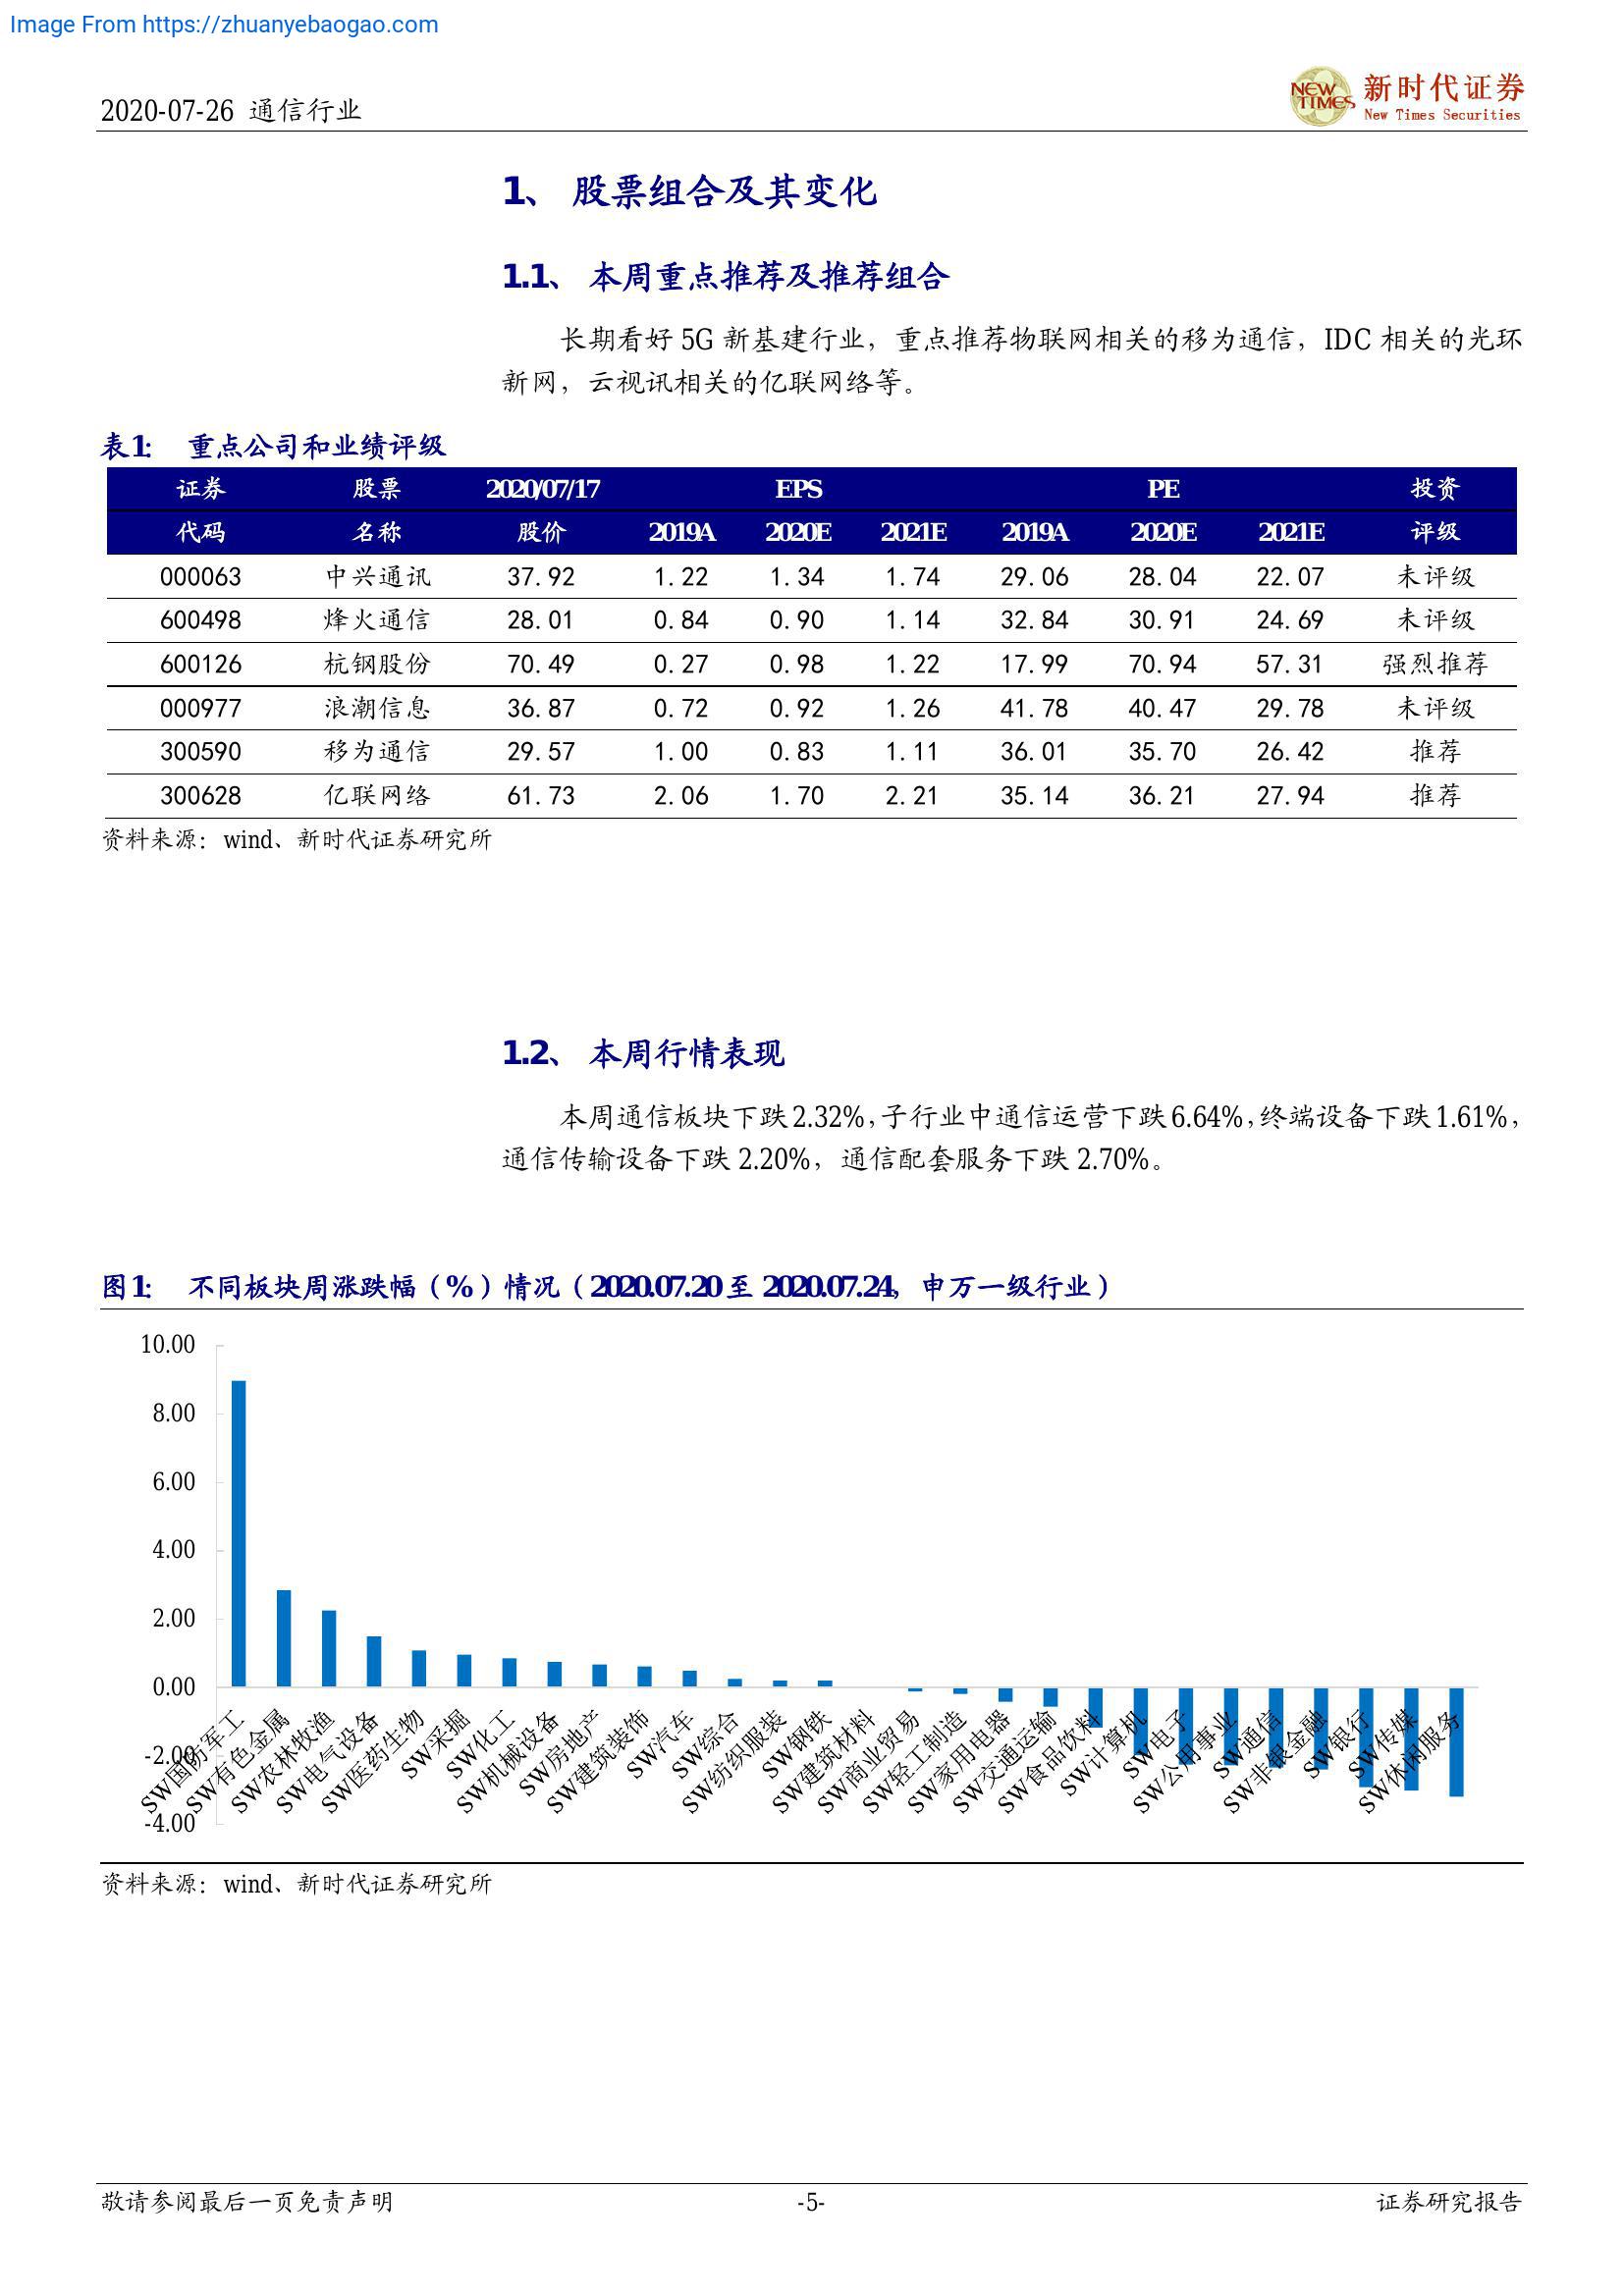 Image From https://zhuanyebaogao.com
2020-07-26 通信行业
NEW TIMES
新时代证券
New Times Securities
1、 股票组合及其变化
1.1、 本周重点推荐及推荐组合
长期看好 5G 新基建行业，重点推荐物联网相关的移为通信，IDC 相关的光环
新网，云视讯相关的亿联网络等。
表1: 重点公司和业绩评级
证券 股票 2020/07/17 EPS PE 投资
代码 名称 股价 2019A 2020E 2021E 2019A 2020E 2021E 评级
000063 中兴通讯 37.92 1.22 1.34 1.74 29.06 28.04 22.07 未评级
600498 烽火通信 28.01 0.84 0.90 1.14 32.84 30.91 24.69 未评级
600126 杭钢股份 70.49 0.27 0.98 1.22 17.99 70.94 57.31 强烈推荐
000977 浪潮信息 36.87 0.72 0.92 1.26 41.78 40.47 29.78 未评级
300590 移为通信 29.57 1.00 0.83 1.11 36.01 35.70 26.42 推荐
300628 亿联网络 61.73 2.06 1.70 2.21 35.14 36.21 27.94 推荐
资料来源：wind、新时代证券研究所
1.2、 本周行情表现
本周通信板块下跌 2.32%，子行业中通信运营下跌 6.64%，终端设备下跌 1.61%，
通信传输设备下跌 2.20%，通信配套服务下跌 2.70%。
图1: 不同板块周涨跌幅（%）情况（2020.07.20 至 2020.07.24，申万一级行业）
10.00
8.00
6.00
4.00
2.00
0.00
-2.00
-4.00
SW国防军工
SW有色金属
SW农林牧渔
SW电气设备
SW医药生物
SW采掘
SW化工
SW机械设备
SW房地产
SW建筑装饰
SW汽车
SW综合
SW纺织服装
SW钢铁
SW建筑材料
SW商业贸易
SW轻工制造
SW家用电器
SW交通运输
SW食品饮料
SW计算机
SW电子
SW公用事业
SW通信
SW非银金融
SW银行
SW传媒
SW休闲服务
资料来源：wind、新时代证券研究所
敬请参阅最后一页免责声明 -5- 证券研究报告